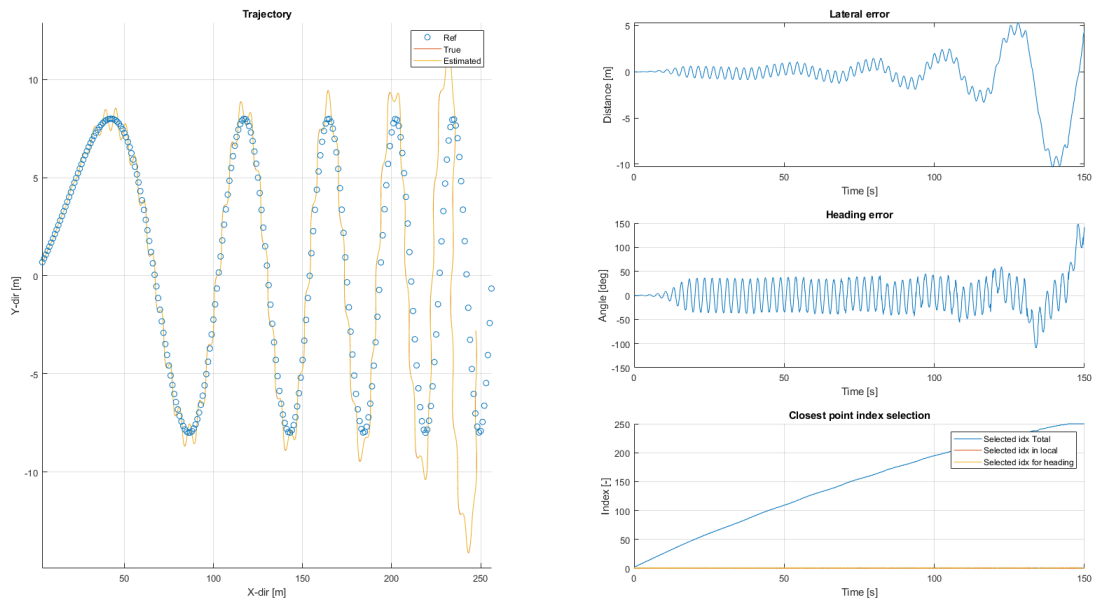 Trajectory
Ref
True
Estimated
10
5
0
-5
-10
Y-dir [m]
50
100
150
200
250
X-dir [m]
Lateral error
5
0
-5
-10
Distance [m]
0
50
100
150
Time [s]
Heading error
150
100
50
0
-50
-100
-150
Angle [deg]
0
50
100
150
Time [s]
Closest point index selection
Selected idx Total
Selected idx in local
Selected idx for heading
250
200
150
100
50
0
Index [-]
0
50
100
150
Time [s]